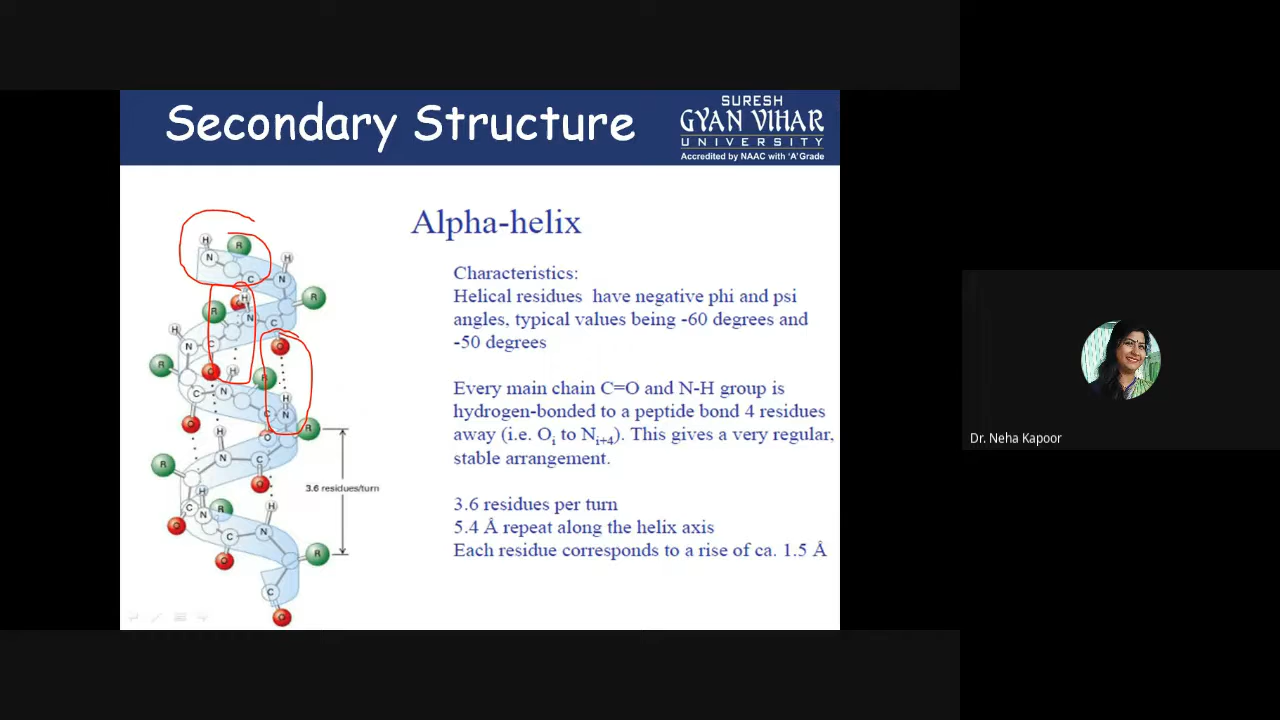 Secondary Structure
SURESH
GYAN VIHAR
UNIVERSITY
Accredited by NAAC with 'A' Grade
Alpha-helix
Characteristics:
Helical residues have negative phi and psi
angles, typical values being -60 degrees and
-50 degrees
Every main chain C=O and N-H group is
hydrogen-bonded to a peptide bond 4 residues
away (i.e. Oi to Ni+4). This gives a very regular,
stable arrangement.
3.6 residues per turn
5.4 Å repeat along the helix axis
Each residue corresponds to a rise of ca. 1.5 Å
3.6 residues/turn
H
R
H
N
C
N
R
O
H
R
N
C
H
N
C
O
R
O
H
R
C
N
H
C
N
O
R
O
H
R
N
C
O
H
H
C
N
R
O
C
N
R
O
C
O
Dr. Neha Kapoor